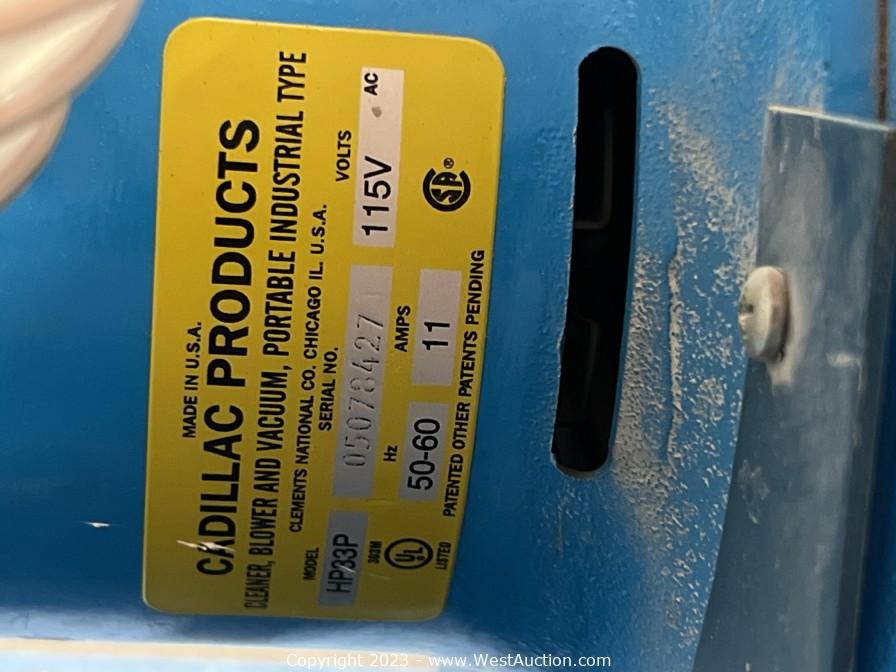 MADE IN U.S.A.
CADILLAC PRODUCTS
CLEANER, BLOWER AND VACUUM, PORTABLE INDUSTRIAL TYPE
CLEMENTS NATIONAL CO. CHICAGO IL. U.S.A.
MODEL SERIAL NO. VOLTS
HP33P 05078427 115V AC
383M Hz AMPS
UL 50-60 11 SA ®
LISTED PATENTED OTHER PATENTS PENDING
Copyright 2023 - www.WestAuction.com